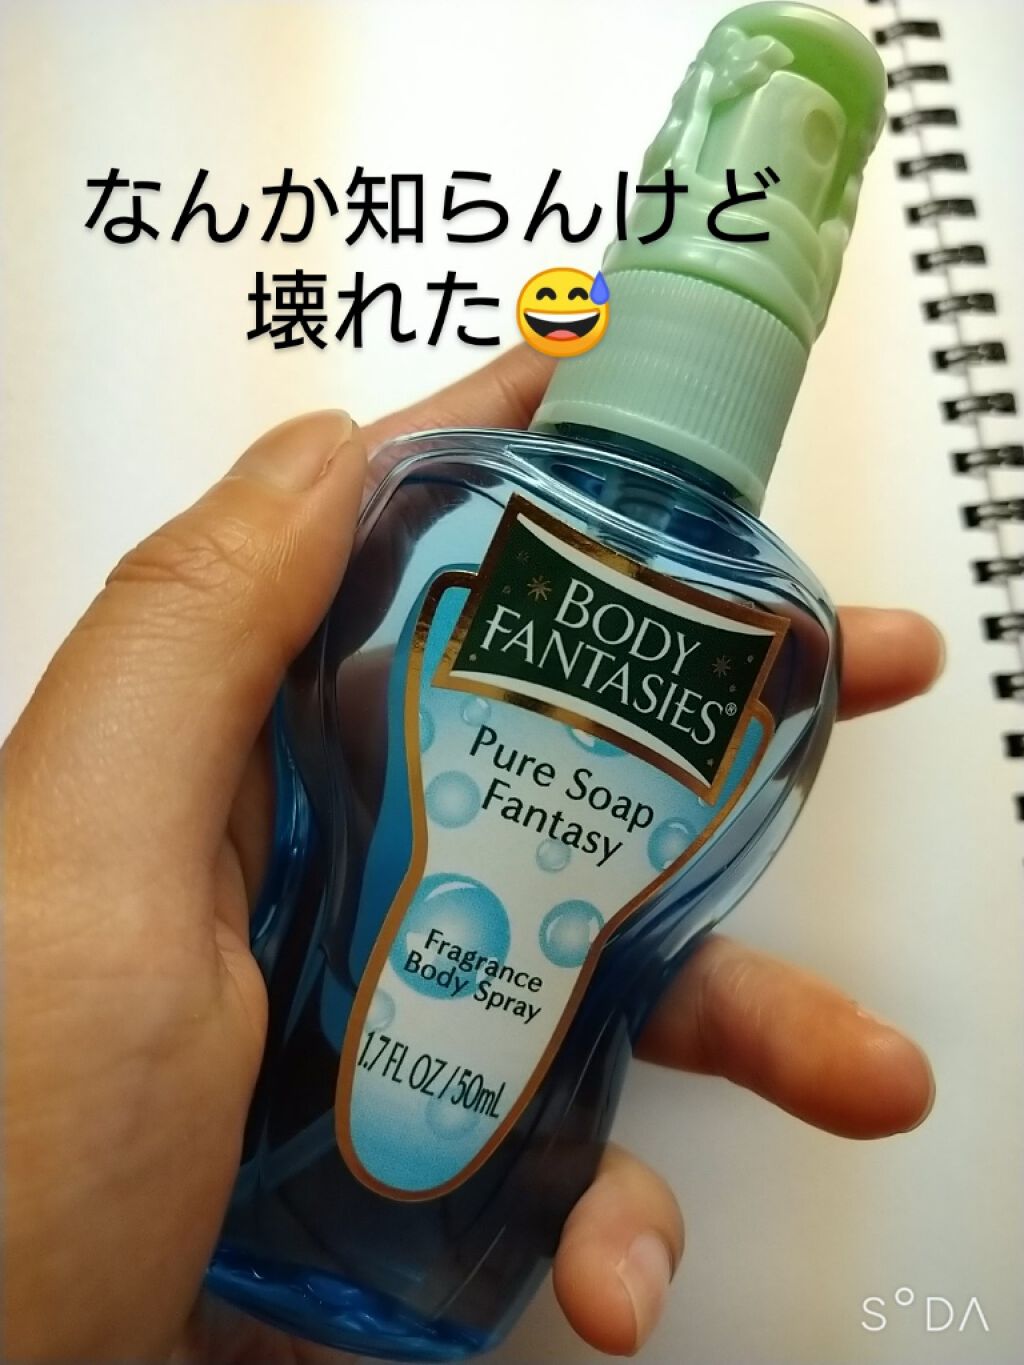 なんか知らんけど
壊れた😅
BODY
FANTASIES®
Pure Soap
Fantasy
Fragrance
Body Spray
1.7 FL OZ / 50mL
S°DA